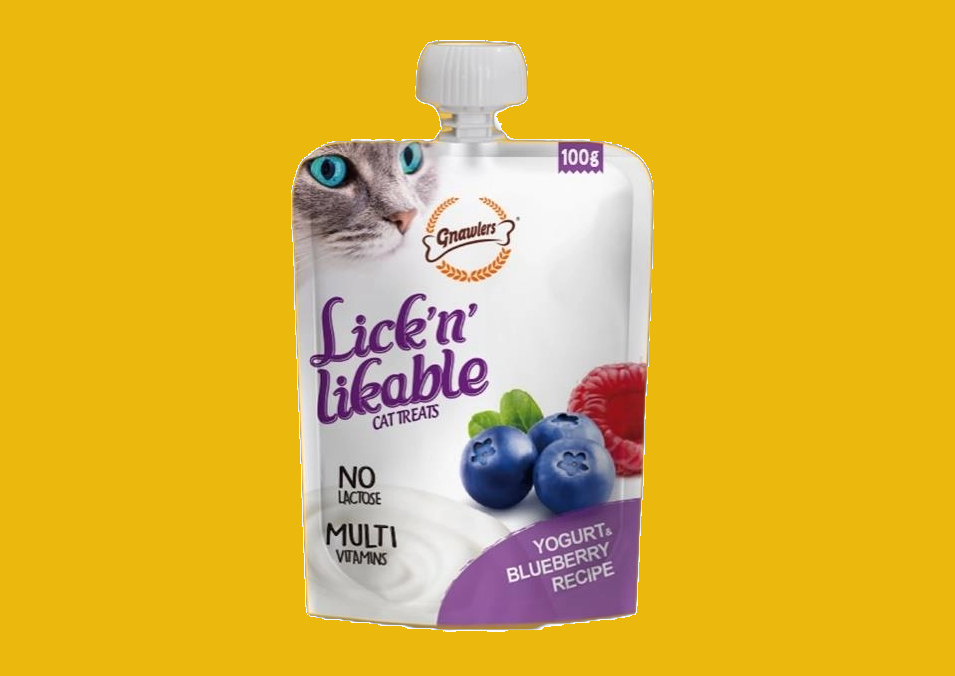 100g
Gnawlers
Lick'n'
likable
CAT TREATS
NO
LACTOSE
MULTI
VITAMINS
YOGURT&
BLUEBERRY
RECIPE